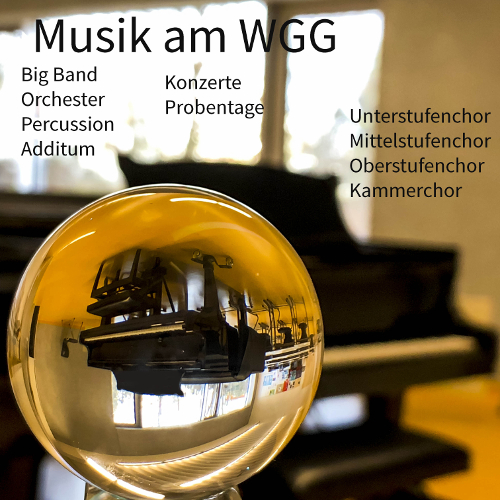 Musik am WGG
Big Band
Orchester
Percussion
Additum
Konzerte
Probentage
Unterstufenchor
Mittelstufenchor
Oberstufenchor
Kammerchor